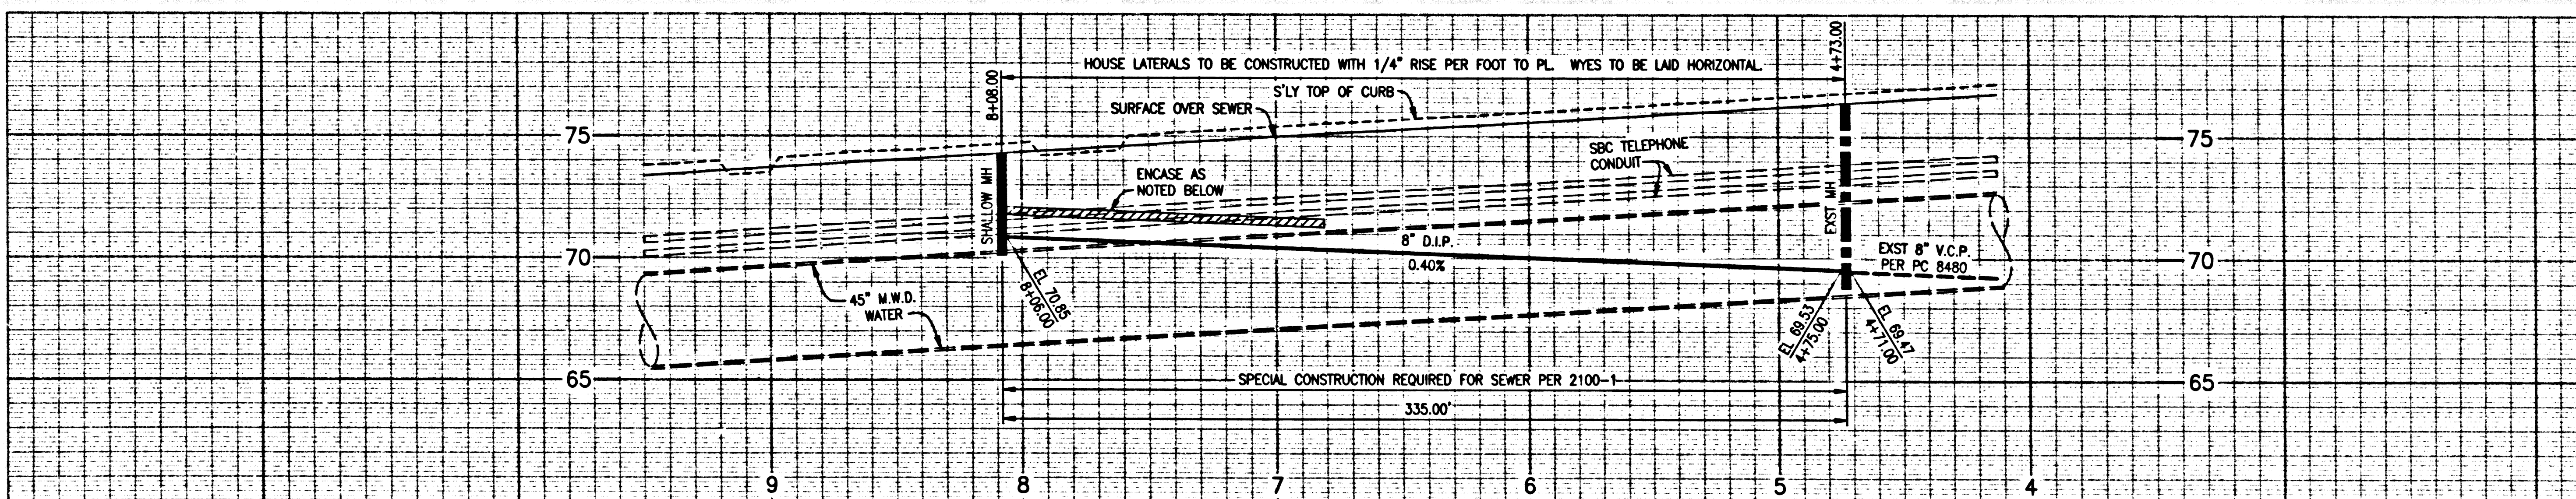 4+73.00
HOUSE LATERALS TO BE CONSTRUCTED WITH 1/4" RISE PER FOOT TO PL. WYES TO BE LAID HORIZONTAL.
8+08.00
S'LY TOP OF CURB
SURFACE OVER SEWER
75
75
SBC TELEPHONE
CONDUIT
ENCASE AS
NOTED BELOW
SHALLOW MH
EXST MH
8" D.I.P.
0.40%
EXST 8" V.C.P.
PER PC 8480
70
70
EL 70.85
8+06.00
45" M.W.D.
WATER
EL 69.53
4+75.00
EL 69.47
4+71.00
65
65
SPECIAL CONSTRUCTION REQUIRED FOR SEWER PER 2100-1
335.00'
9
8
7
6
5
4